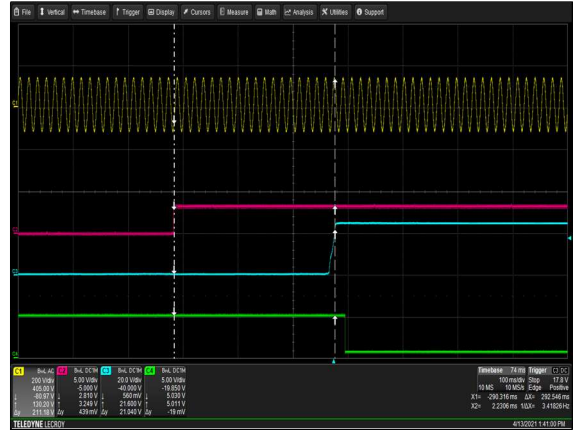 File Vertical Timebase Trigger Display Cursors Measure Math Analysis Utilities Support
C1 BwL AC C2 BwL DC1M C3 BwL DC1M C4 BwL DC1M
200 V/div 5.00 V/div 20.0 V/div 5.00 V/div
405.00 V -5.000 V -40.000 V -19.850 V
↓ -80.97 V ↓ 2.810 V ↓ 560 mV ↓ 5.030 V
↑ 130.20 V ↑ 3.249 V ↑ 21.600 V ↑ 5.011 V
Δy 211.18 V Δy 439 mV Δy 21.040 V Δy -19 mV
Timebase 74 ms Trigger C3 DC
100 ms/div Stop 17.8 V
10 MS 10 MS/s Edge Positive
X1= -290.316 ms ΔX= 292.546 ms
X2= 2.2306 ms 1/ΔX= 3.41826 Hz
TELEDYNE LECROY 4/13/2021 1:41:00 PM